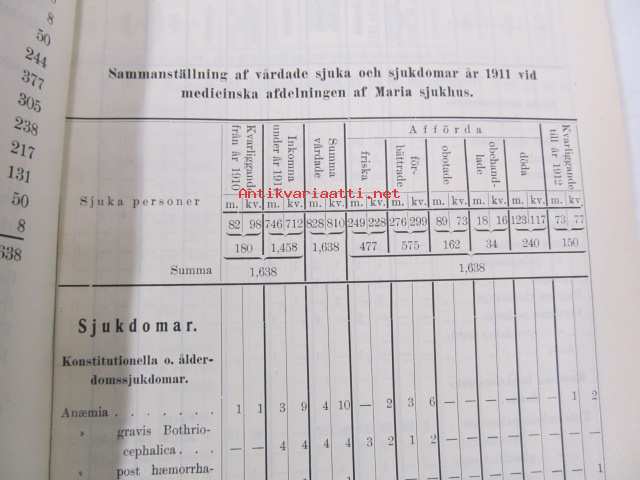 8
50
244
377
305
238
217
131
50
8
638
Sammanställning af vårdade sjuka och sjukdomar år 1911 vid
medicinska afdelningen af Maria sjukhus.
Sjuka personer
Kvarliggande från år 1910
Inkomna under år 191
Summa vårdade
Afförda
friska
förbättrade
obotade
obehandlade
döda
Kvarliggande till år 1912
Antikvariaatti.net
m. kv. m. kv. m. kv. m. kv. m. kv. m. kv. m. kv. m. kv. m. kv.
82 98 746 712 828 810 249 228 276 299 89 73 18 16 123 117 73 77
180 1,458 1,638 477 575 162 34 240 150
Summa 1,638 1,638
Sjukdomar.
Konstitutionella o. ålder-
domssjukdomar.
Anæmia . . . . . . . 1 1 3 9 4 10 — 2 3 6 1 2
» gravis Bothrio-
cephalica . . . — — 4 4 4 4 3 2 1 2 — — — — — — — —
» post hæmorrha-